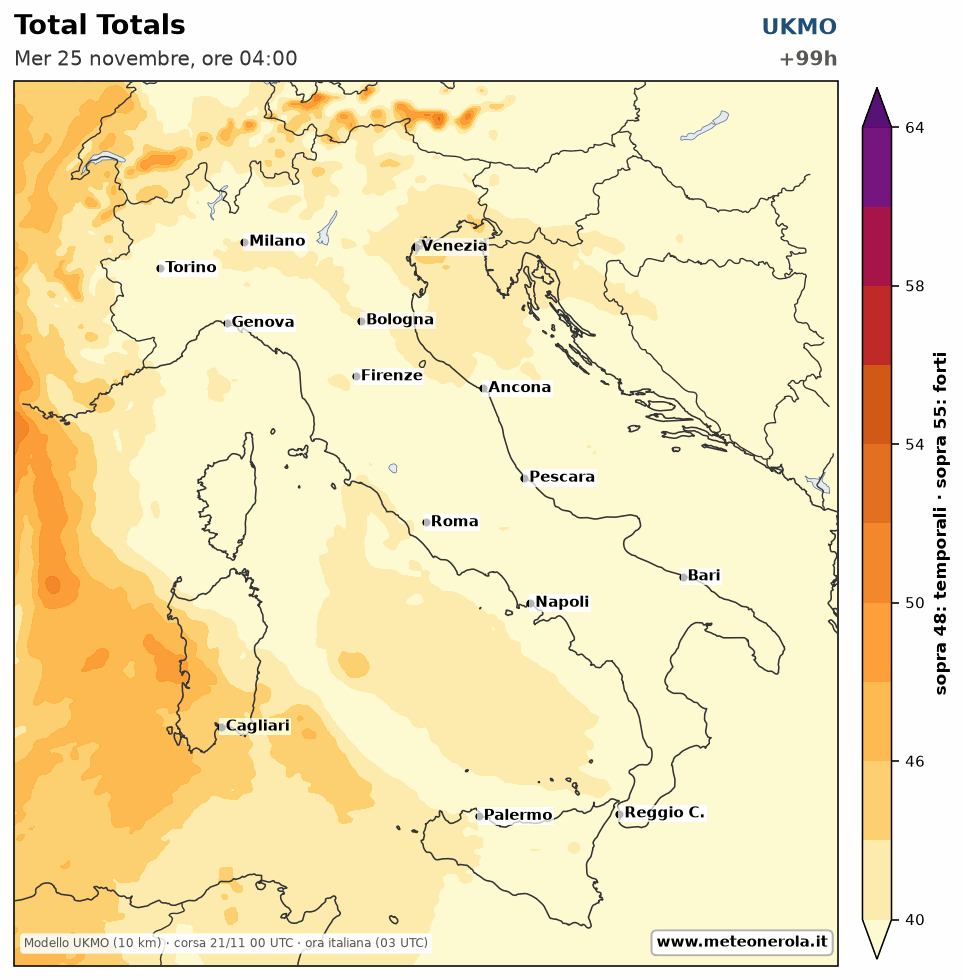 Total Totals
UKMO
Mer 25 novembre, ore 04:00
+99h
64
58
54
50
46
40
sopra 48: temporali · sopra 55: forti
Milano
Venezia
Torino
Genova
Bologna
Firenze
Ancona
Pescara
Roma
Bari
Napoli
Cagliari
Palermo
Reggio C.
Modello UKMO (10 km) · corsa 21/11 00 UTC · ora italiana (03 UTC)
www.meteonerola.it